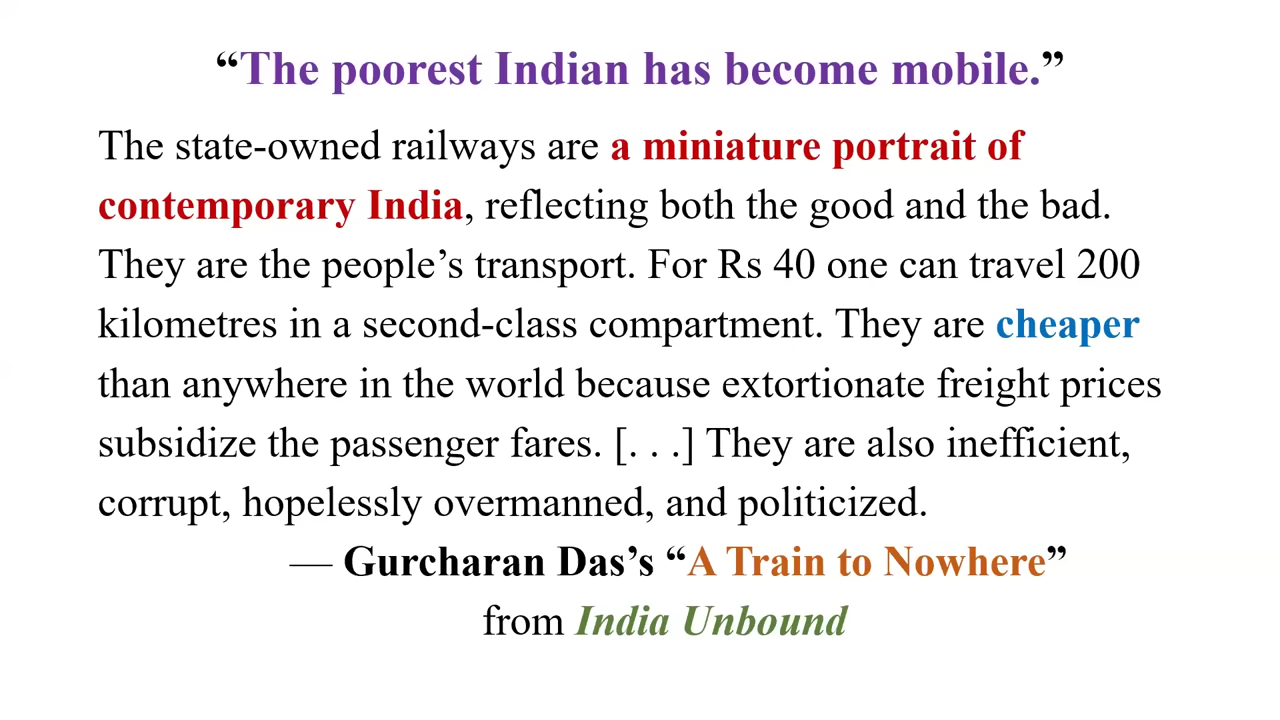 “The poorest Indian has become mobile.”
The state-owned railways are a miniature portrait of
contemporary India, reflecting both the good and the bad.
They are the people’s transport. For Rs 40 one can travel 200
kilometres in a second-class compartment. They are cheaper
than anywhere in the world because extortionate freight prices
subsidize the passenger fares. [. . .] They are also inefficient,
corrupt, hopelessly overmanned, and politicized.
— Gurcharan Das’s “A Train to Nowhere”
from India Unbound